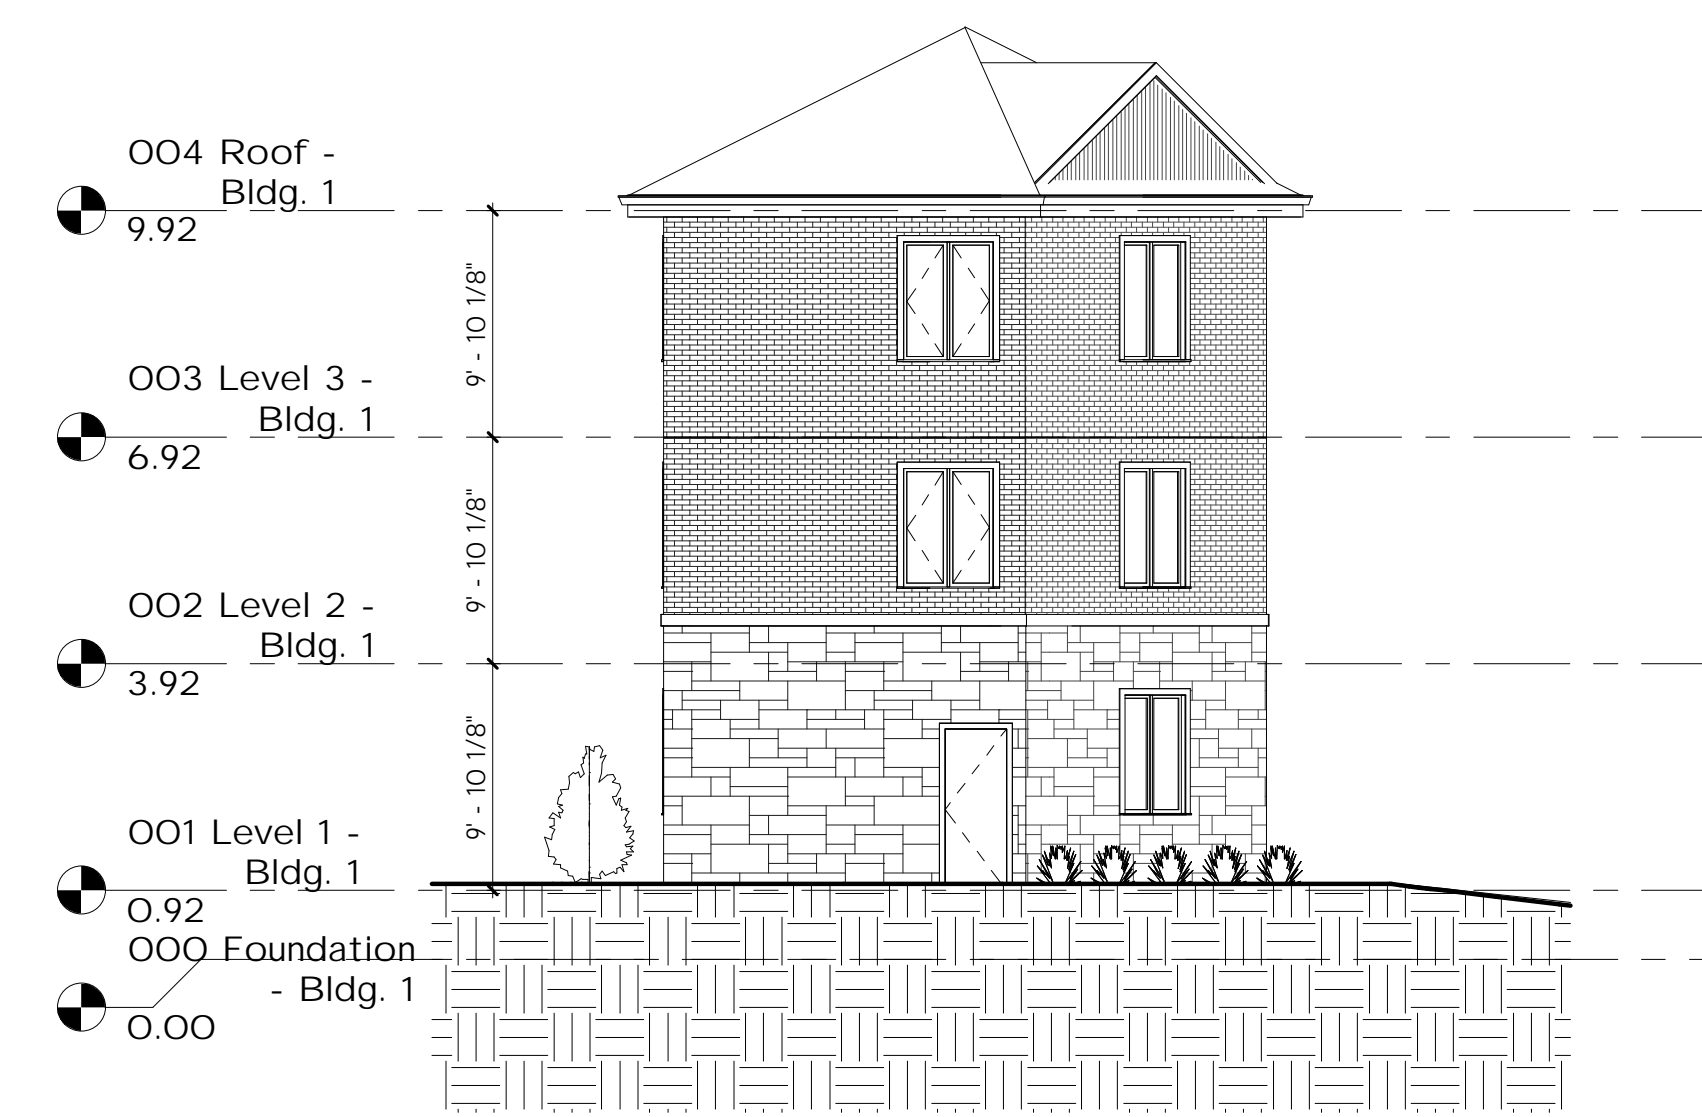 004 Roof -
Bldg. 1
9.92
9' - 10 1/8"
003 Level 3 -
Bldg. 1
6.92
9' - 10 1/8"
002 Level 2 -
Bldg. 1
3.92
9' - 10 1/8"
001 Level 1 -
Bldg. 1
0.92
000 Foundation
- Bldg. 1
0.00